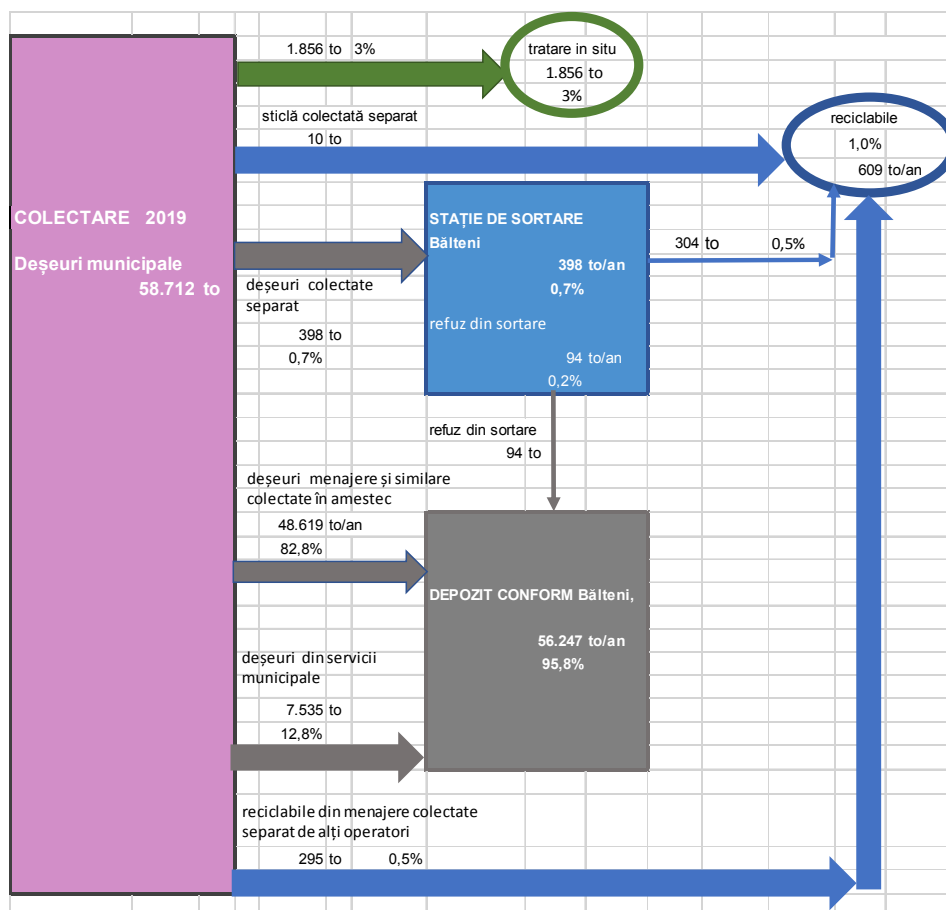 1.856 to 3%
tratare in situ
1.856 to
3%
sticlă colectată separat
10 to
reciclabile
1,0%
609 to/an
COLECTARE 2019
Deșeuri municipale
58.712 to
STAȚIE DE SORTARE
Bălteni
398 to/an
0,7%
refuz din sortare
94 to/an
0,2%
304 to 0,5%
deșeuri colectate
separat
398 to
0,7%
refuz din sortare
94 to
deșeuri menajere și similare
colectate în amestec
48.619 to/an
82,8%
DEPOZIT CONFORM Bălteni,
56.247 to/an
95,8%
deșeuri din servicii
municipale
7.535 to
12,8%
reciclabile din menajere colectate
separat de alți operatori
295 to 0,5%